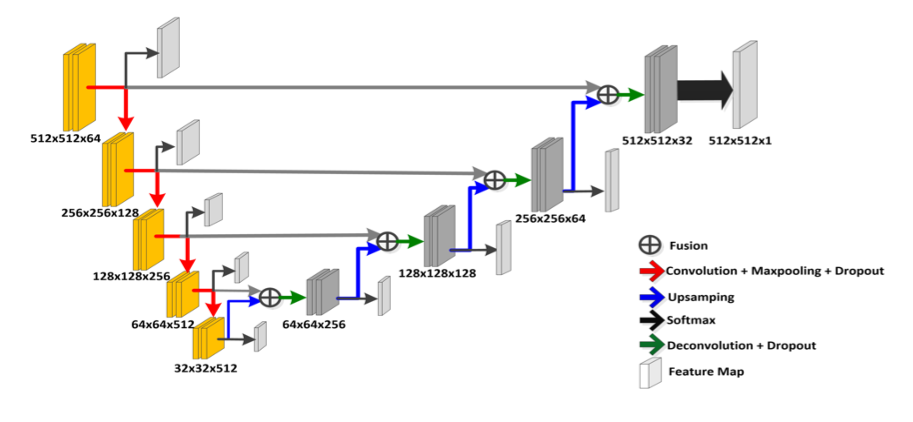 512x512x64
256x256x128
128x128x256
64x64x512
32x32x512
64x64x256
128x128x128
256x256x64
512x512x32
512x512x1
Fusion
Convolution + Maxpooling + Dropout
Upsamping
Softmax
Deconvolution + Dropout
Feature Map